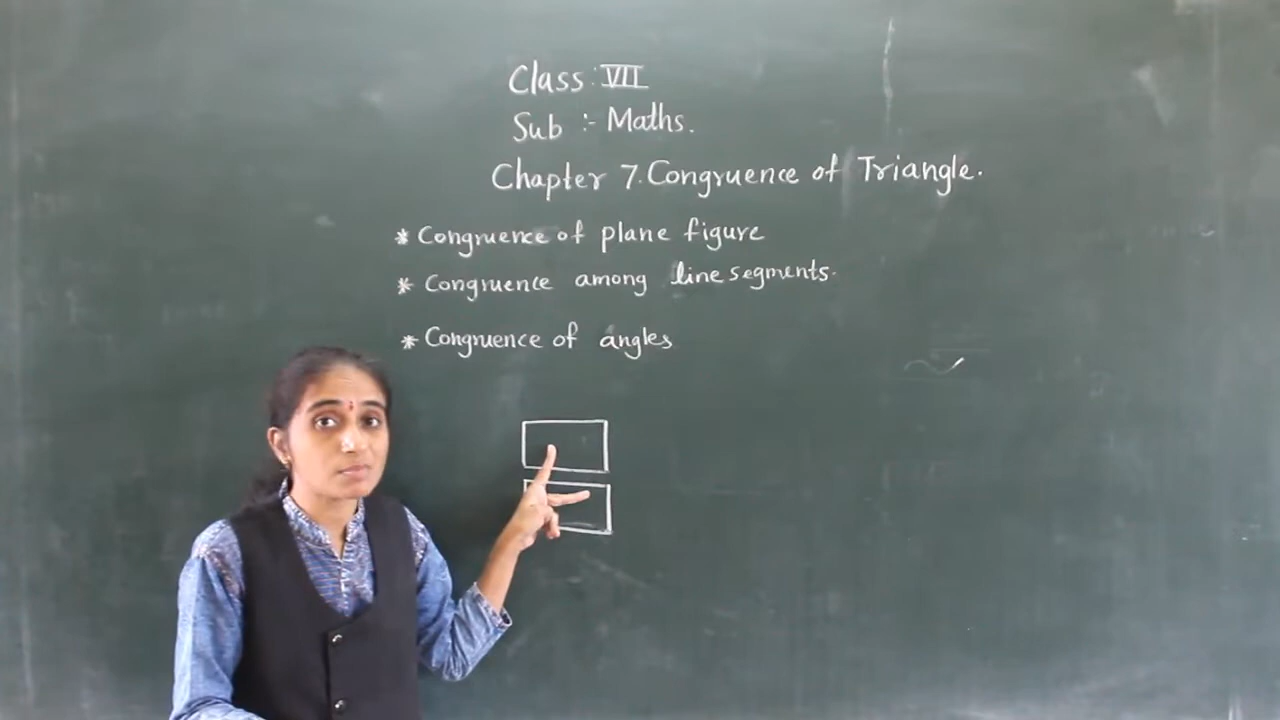 Class : VII
Sub :- Maths.
Chapter 7. Congruence of Triangle.
* Congruence of plane figure
* Congruence among line segments.
* Congruence of angles